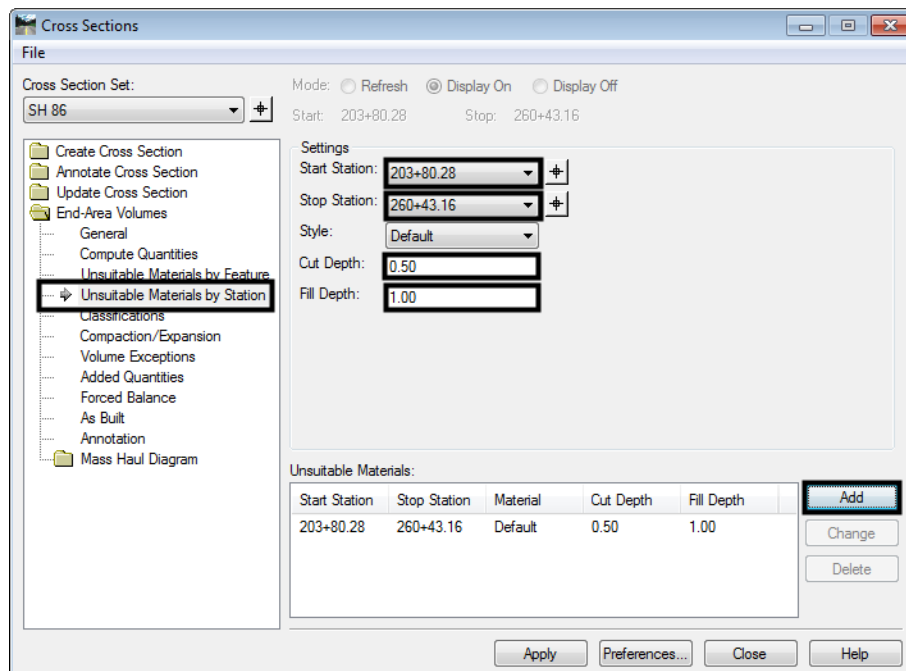 Cross Sections
File
Cross Section Set:
SH 86
Mode: Refresh Display On Display Off
Start: 203+80.28 Stop: 260+43.16
Create Cross Section
Annotate Cross Section
Update Cross Section
End-Area Volumes
General
Compute Quantities
Unsuitable Materials by Feature
Unsuitable Materials by Station
Classifications
Compaction/Expansion
Volume Exceptions
Added Quantities
Forced Balance
As Built
Annotation
Mass Haul Diagram
Settings
Start Station: 203+80.28
Stop Station: 260+43.16
Style: Default
Cut Depth: 0.50
Fill Depth: 1.00
Unsuitable Materials:
Start Station Stop Station Material Cut Depth Fill Depth
203+80.28 260+43.16 Default 0.50 1.00
Add
Change
Delete
Apply Preferences... Close Help